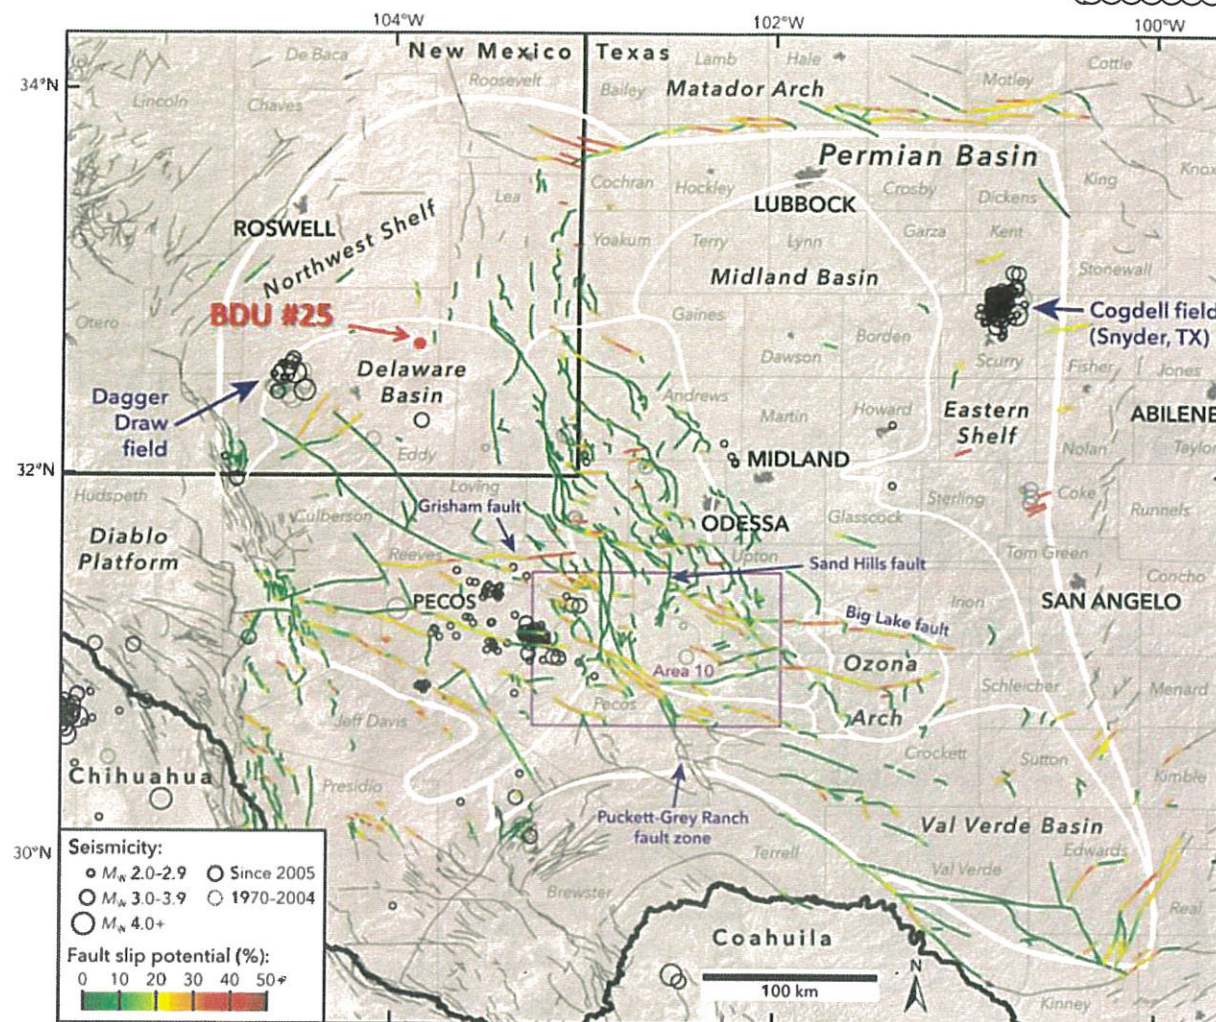 104°W
102°W
100°W
34°N
32°N
30°N
New Mexico
Texas
De Baca
Roosevelt
Lamb
Hale
Cottle
Motley
Bailey
Matador Arch
Lincoln
Chaves
Permian Basin
Cochran
Hockley
Crosby
Dickens
King
Knox
Lea
LUBBOCK
ROSWELL
Northwest Shelf
Yoakum
Terry
Lynn
Garza
Kent
Stonewall
Midland Basin
BDU #25
Otero
Gaines
Borden
Cogdell field
(Snyder, TX)
Dawson
Scurry
Fisher
Jones
Delaware
Basin
Dagger
Draw
field
Andrews
Martin
Howard
Eastern
Shelf
ABILENE
Nolan
Taylor
Eddy
MIDLAND
Hudspeth
Loving
Culberson
Grisham fault
ODESSA
Glasscock
Sterling
Coke
Runnels
Diablo
Platform
Reeves
Upton
Sand Hills fault
Tom Green
Concho
PECOS
Irion
SAN ANGELO
Big Lake fault
Area 10
Ozona
Arch
Pecos
Schleicher
Menard
Jeff Davis
Crockett
Sutton
Kimble
Chihuahua
Presidio
Puckett-Grey Ranch
fault zone
Val Verde Basin
Terrell
Val Verde
Edwards
Real
Brewster
Coahuila
N
100 km
Kinney
Seismicity:
Mw 2.0-2.9
Since 2005
Mw 3.0-3.9
1970-2004
Mw 4.0+
Fault slip potential (%):
0 10 20 30 40 50+